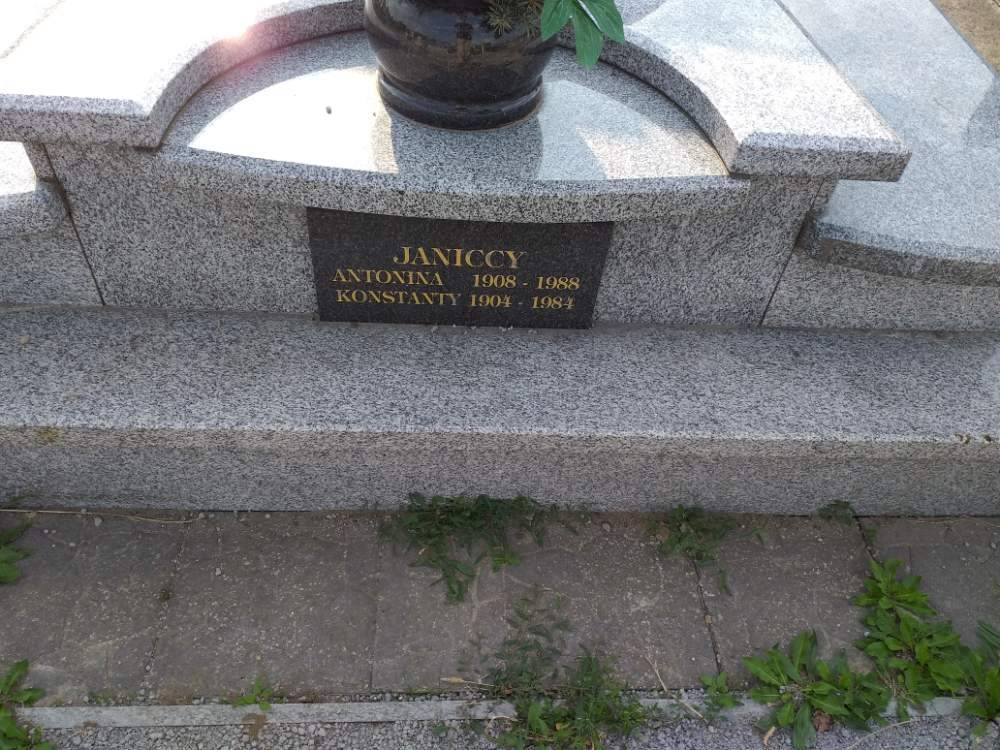 JANICCY
ANTONINA 1908 - 1988
KONSTANTY 1904 - 1984